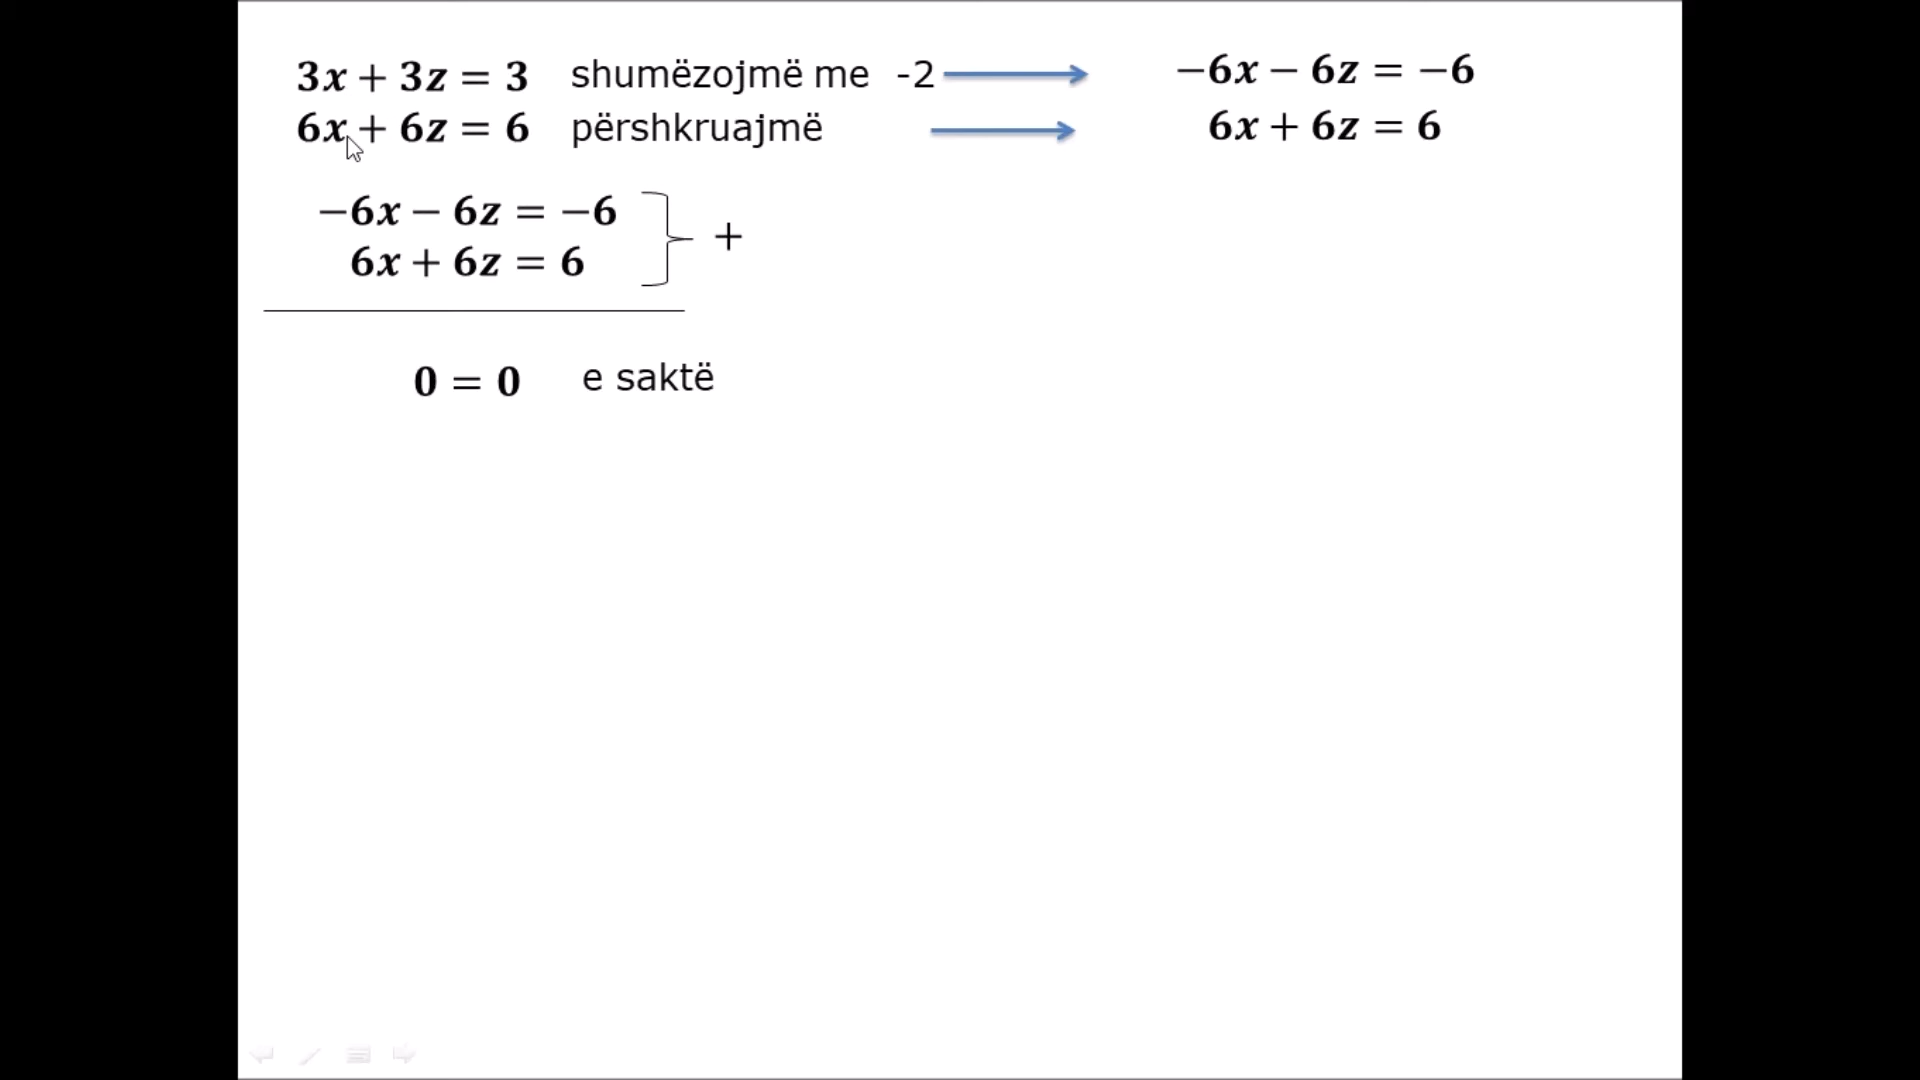 3x + 3z = 3 shumëzojmë me -2 −6x − 6z = −6
6x + 6z = 6 përshkruajmë 6x + 6z = 6
−6x − 6z = −6
+
6x + 6z = 6
0 = 0 e saktë